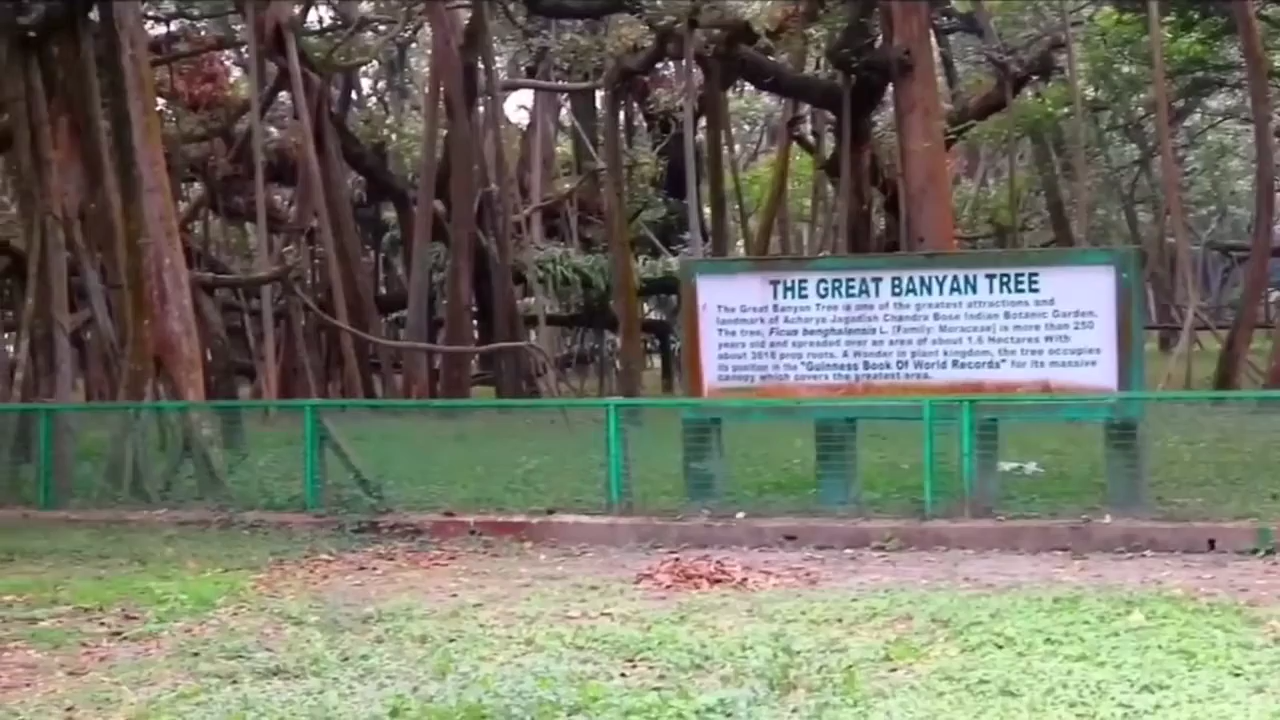 THE GREAT BANYAN TREE
The Great Banyan Tree is one of the greatest attractions and
landmark of Acharya Jagadish Chandra Bose Indian Botanic Garden.
The tree, Ficus benghalensis L. [Family: Moraceae] is more than 250
years old and spreaded over an area of about 1.6 Hectares With
about 3618 prop roots. A Wonder in plant kingdom, the tree occupies
its position in the "Guinness Book Of World Records" for its massive
canopy which covers the greatest area.